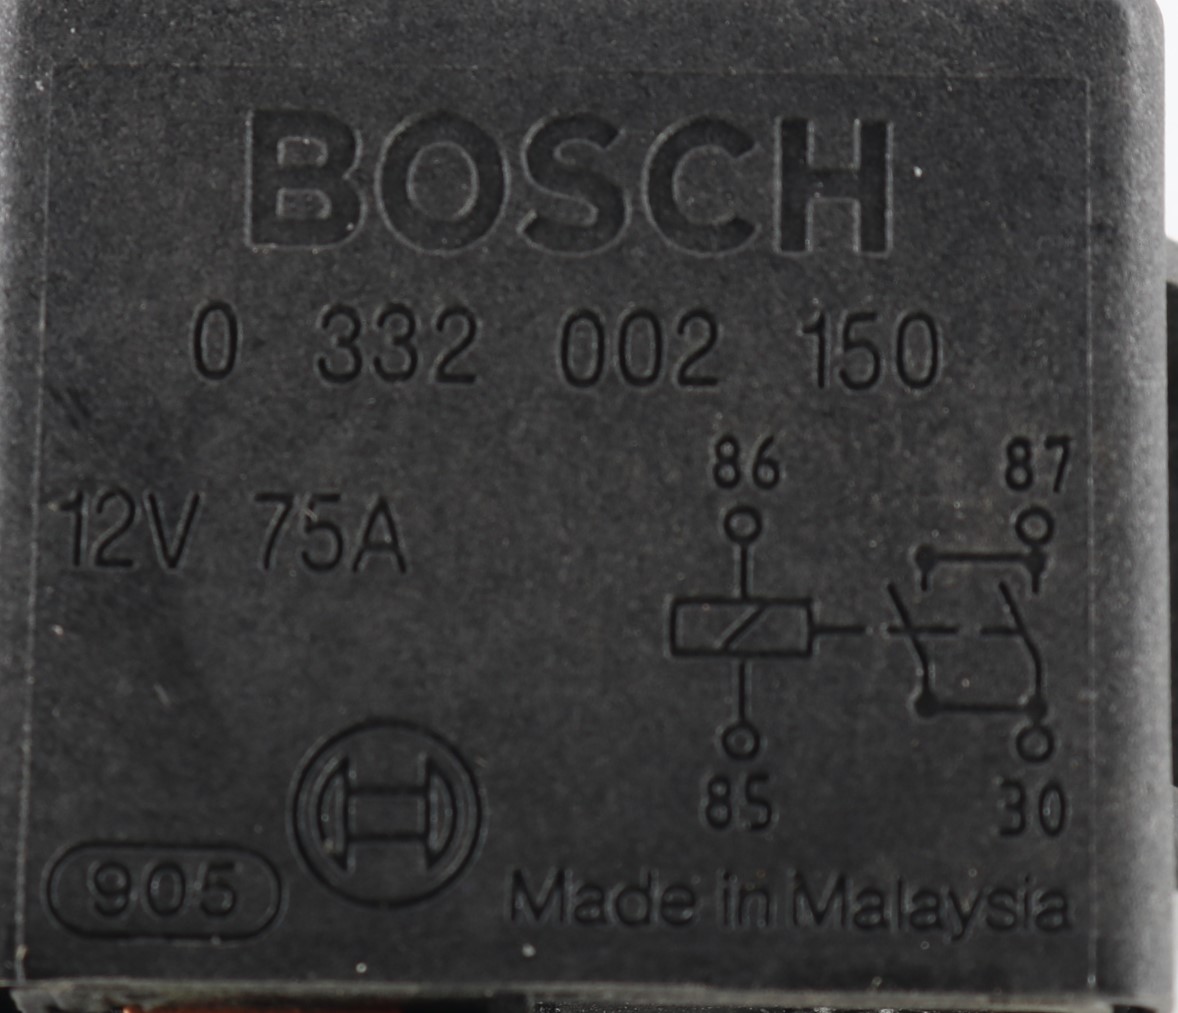 BOSCH
0 332 002 150
86 87
12V 75A
85 30
905
Made in Malaysia